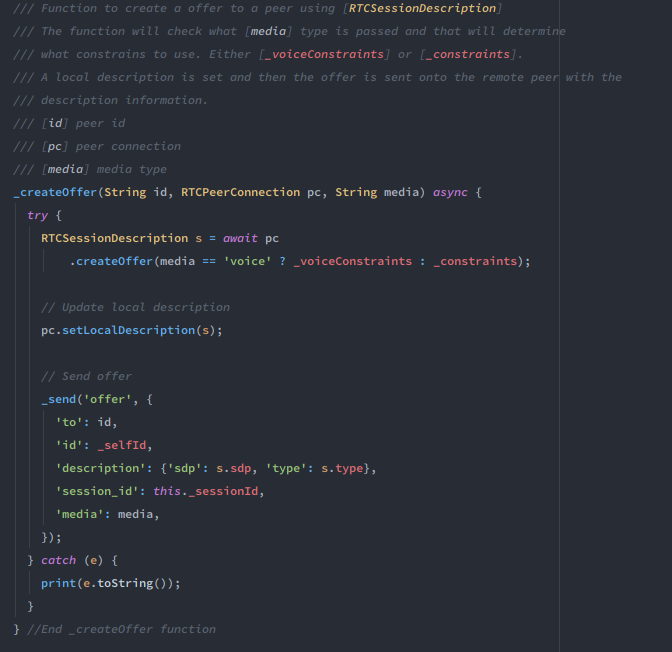 /// Function to create a offer to a peer using [RTCSessionDescription]
/// The function will check what [media] type is passed and that will determine
/// what constrains to use. Either [_voiceConstraints] or [_constraints].
/// A local description is set and then the offer is sent onto the remote peer with the
/// description information.
/// [id] peer id
/// [pc] peer connection
/// [media] media type
_createOffer(String id, RTCPeerConnection pc, String media) async {
  try {
    RTCSessionDescription s = await pc
        .createOffer(media == 'voice' ? _voiceConstraints : _constraints);

    // Update local description
    pc.setLocalDescription(s);

    // Send offer
    _send('offer', {
      'to': id,
      'id': _selfId,
      'description': {'sdp': s.sdp, 'type': s.type},
      'session_id': this._sessionId,
      'media': media,
    });
  } catch (e) {
    print(e.toString());
  }
} //End _createOffer function